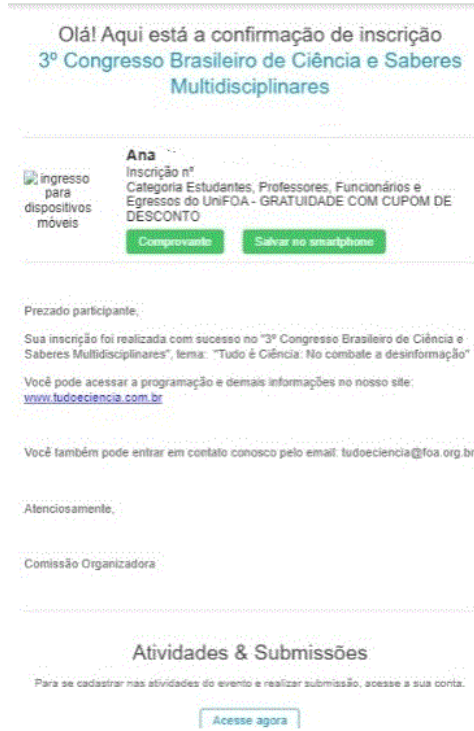 Olá! Aqui está a confirmação de inscrição
3º Congresso Brasileiro de Ciência e Saberes
Multidisciplinares
ingresso
para
dispositivos
móveis
Ana
Inscrição nº
Categoria Estudantes, Professores, Funcionários e
Egressos do UniFOA - GRATUIDADE COM CUPOM DE
DESCONTO
Comprovante
Salvar no smartphone
Prezado participante,
Sua inscrição foi realizada com sucesso no "3º Congresso Brasileiro de Ciência e
Saberes Multidisciplinares", tema: "Tudo é Ciência: No combate a desinformação"
Você pode acessar a programação e demais informações no nosso site:
www.tudoeciencia.com.br
Você também pode entrar em contato conosco pelo email: tudoeciencia@foa.org.br
Atenciosamente,
Comissão Organizadora
Atividades & Submissões
Para se cadastrar nas atividades do evento e realizar submissão, acesse a sua conta.
Acesse agora